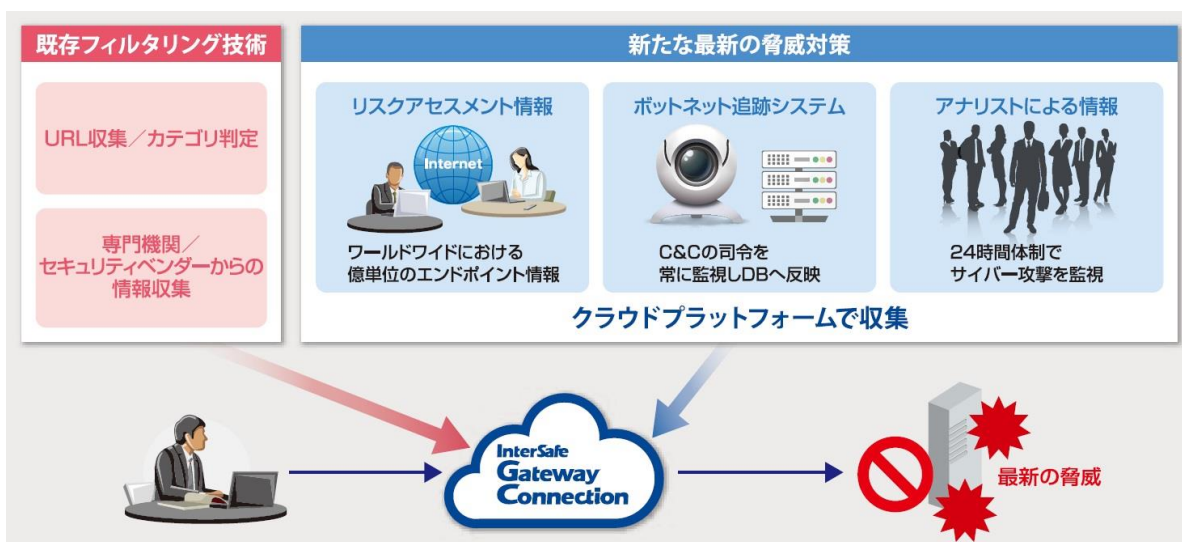 既存フィルタリング技術
URL収集／カテゴリ判定
専門機関／
セキュリティベンダーからの
情報収集
新たな最新の脅威対策
リスクアセスメント情報
Internet
ワールドワイドにおける
億単位のエンドポイント情報
ボットネット追跡システム
C&Cの司令を
常に監視しDBへ反映
アナリストによる情報
24時間体制で
サイバー攻撃を監視
クラウドプラットフォームで収集
InterSafe
Gateway
Connection
最新の脅威